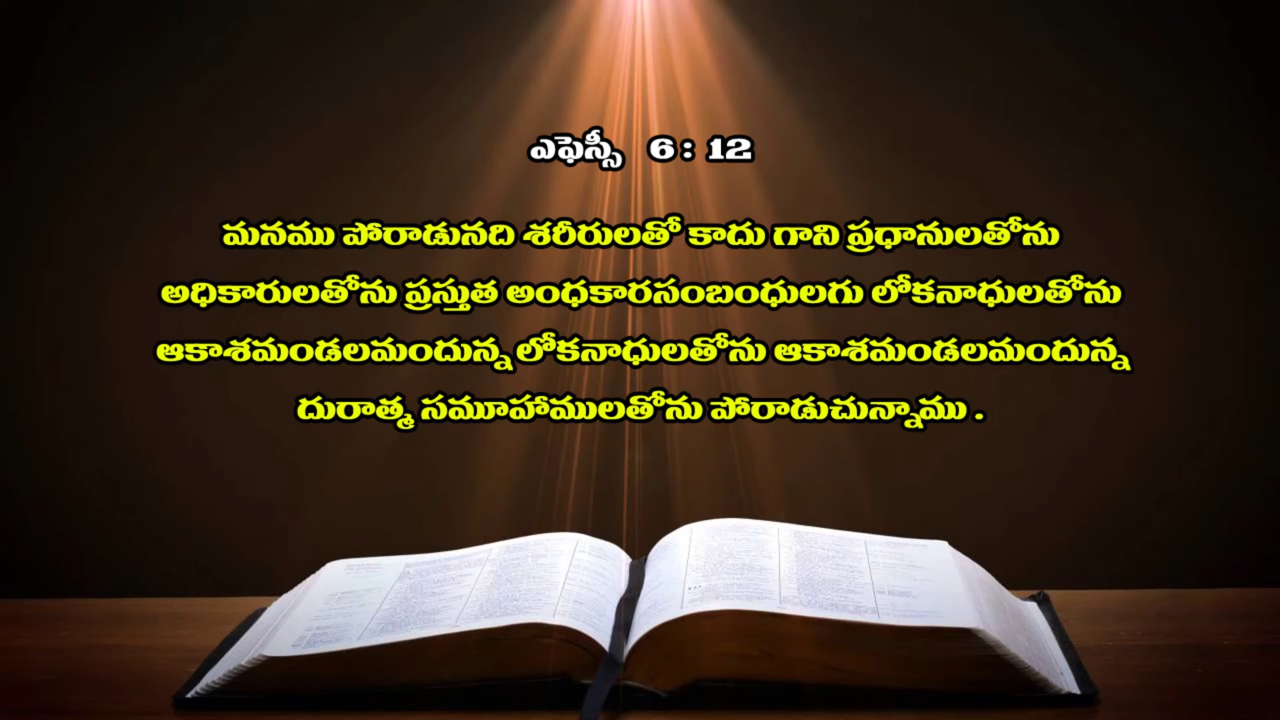 ఎఫెస్సీ 6 : 12
మనము పోరాడునది శరీరులతో కాదు గాని ప్రధానులతోను
అధికారులతోను ప్రస్తుత అంధకారసంబంధులగు లోకనాధులతోను
ఆకాశమండలమందున్న లోకనాధులతోను ఆకాశమండలమందున్న
దురాత్మ సమూహాములతోను పోరాడుచున్నాము .